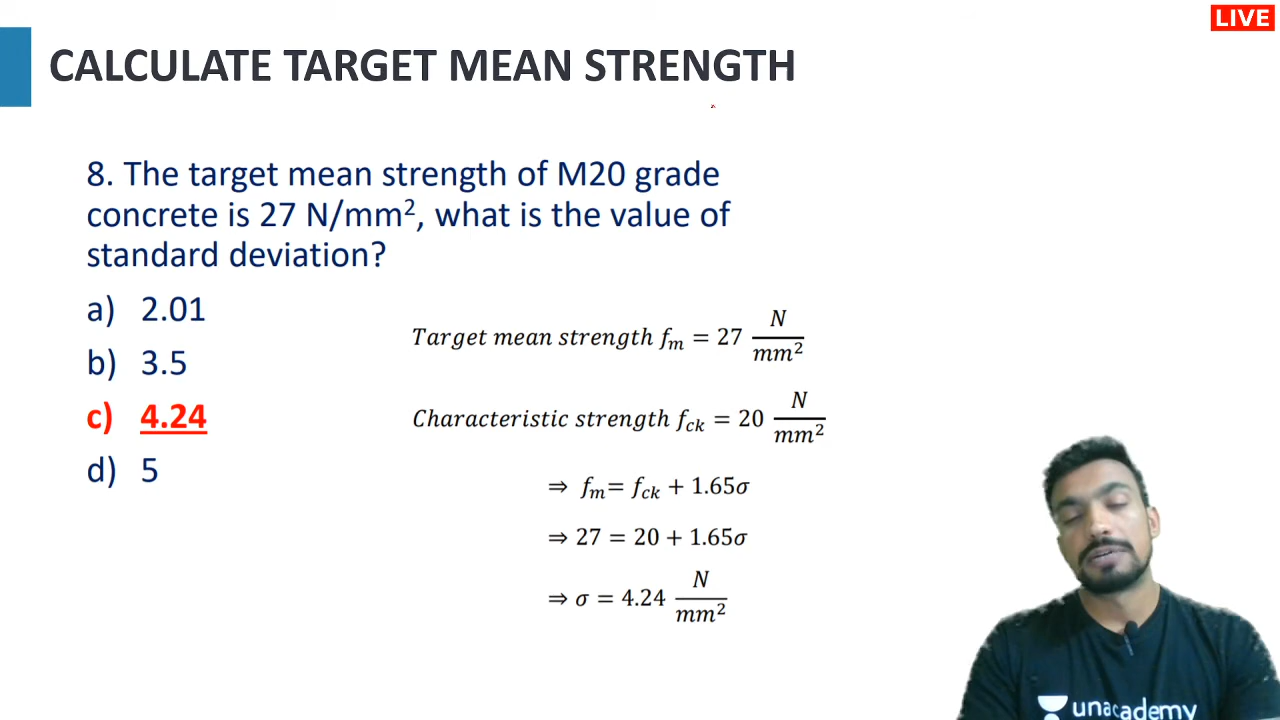 LIVE
CALCULATE TARGET MEAN STRENGTH
8. The target mean strength of M20 grade
concrete is 27 N/mm², what is the value of
standard deviation?
a) 2.01
b) 3.5
c) 4.24
d) 5
Target mean strength fₘ = 27 N/mm²
Characteristic strength f_ck = 20 N/mm²
⇒ fₘ= f_ck + 1.65σ
⇒ 27 = 20 + 1.65σ
⇒ σ = 4.24 N/mm²
unacademy